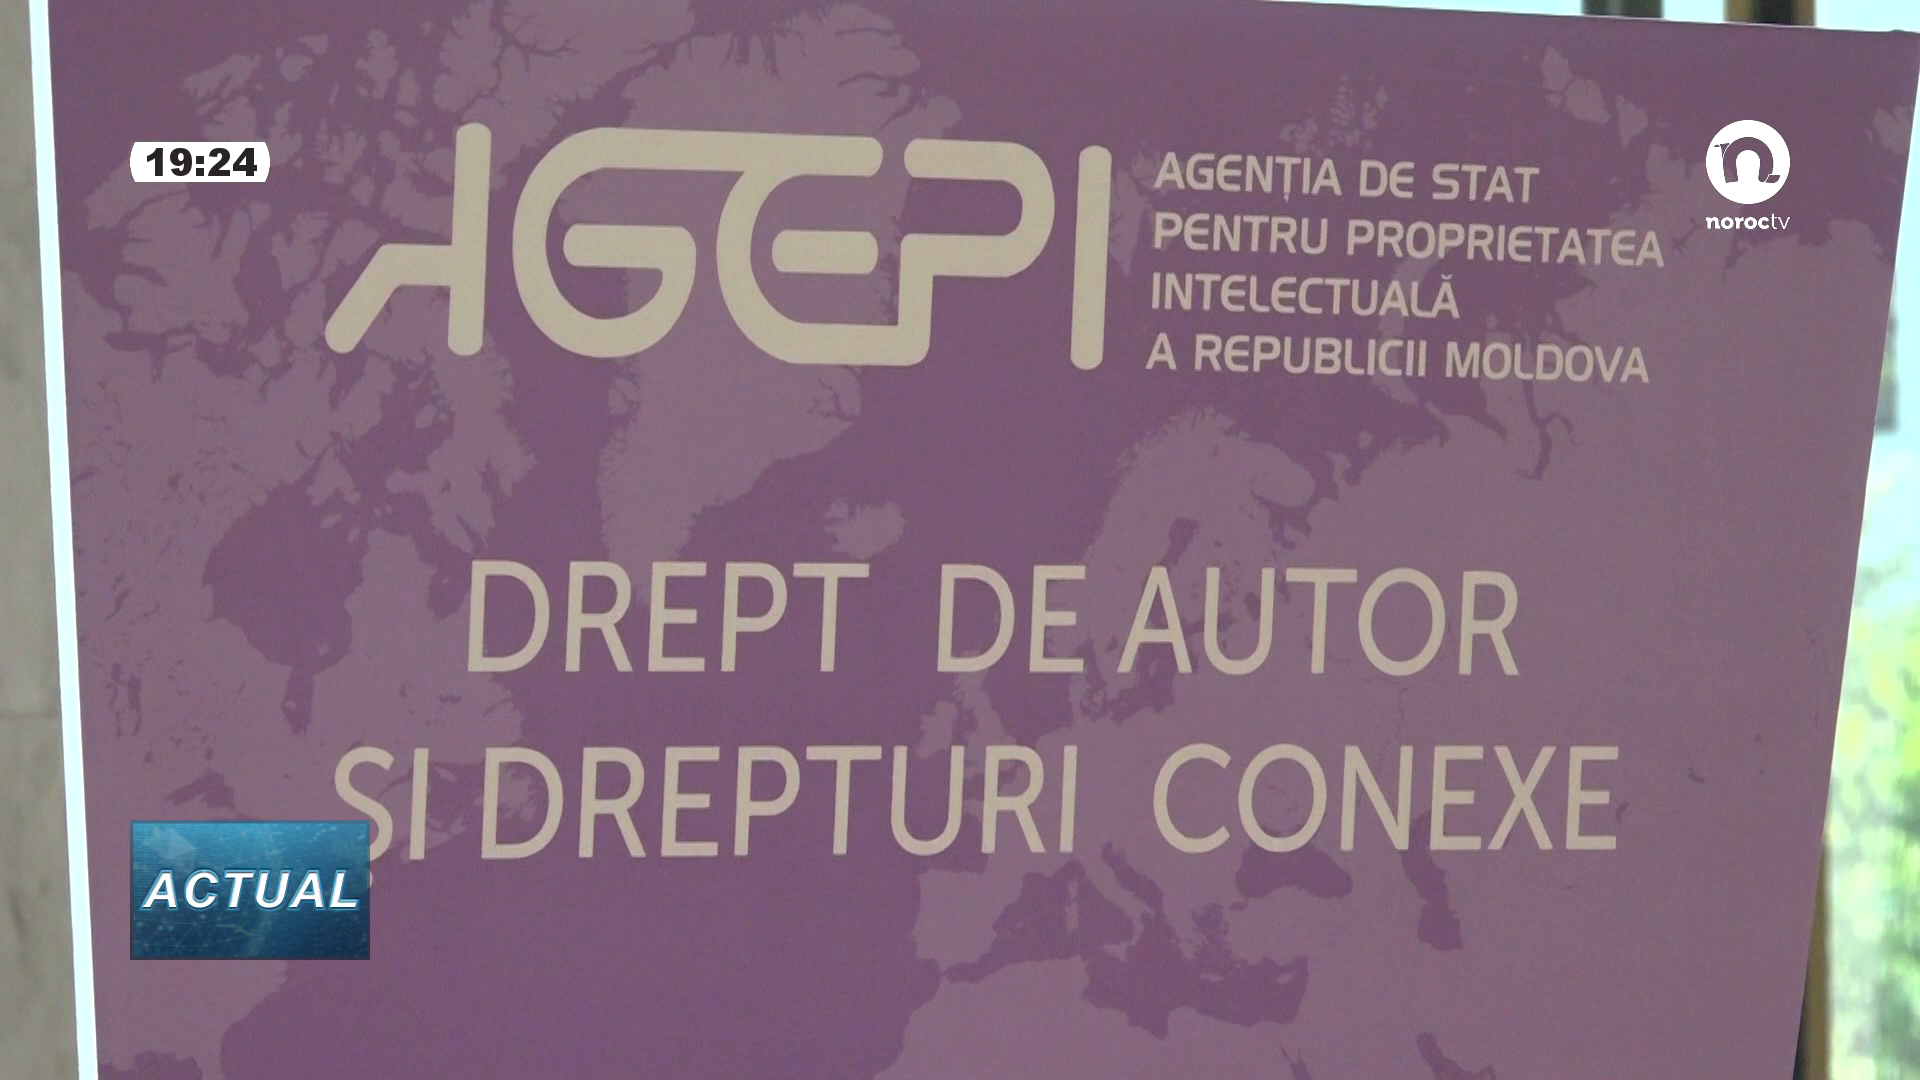 19:24
noroctv
AGEPI
AGENȚIA DE STAT
PENTRU PROPRIETATEA
INTELECTUALĂ
A REPUBLICII MOLDOVA
DREPT DE AUTOR
ȘI DREPTURI CONEXE
ACTUAL